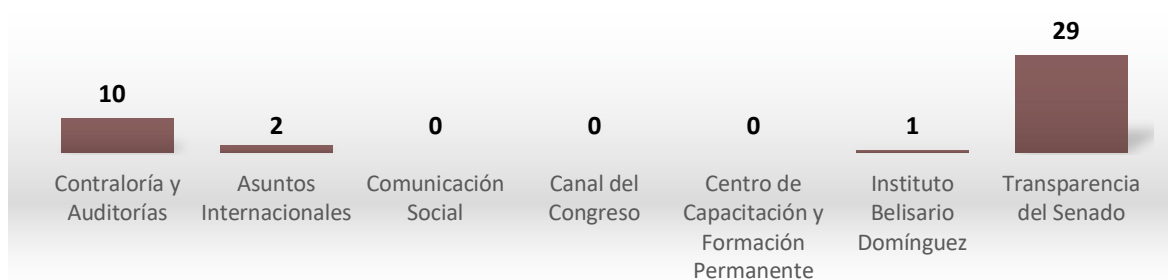 29
10
2
0
0
0
1
Contraloría y
Auditorías
Asuntos
Internacionales
Comunicación
Social
Canal del
Congreso
Centro de
Capacitación y
Formación
Permanente
Instituto
Belisario
Domínguez
Transparencia
del Senado